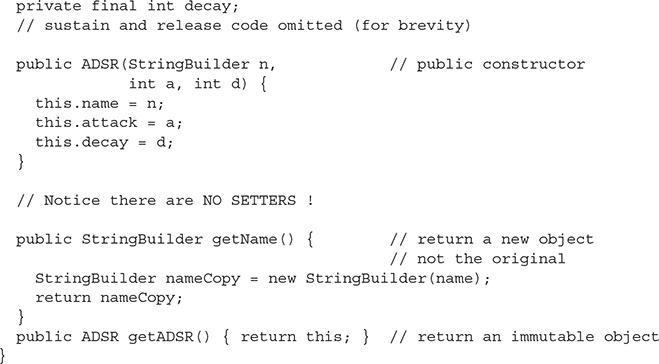 private final int decay;
// sustain and release code omitted (for brevity)
public ADSR(StringBuilder n, // public constructor
int a, int d) {
this.name = n;
this.attack = a;
this.decay = d;
}
// Notice there are NO SETTERS !
public StringBuilder getName() { // return a new object
// not the original
StringBuilder nameCopy = new StringBuilder(name);
return nameCopy;
}
public ADSR getADSR() { return this; } // return an immutable object
}